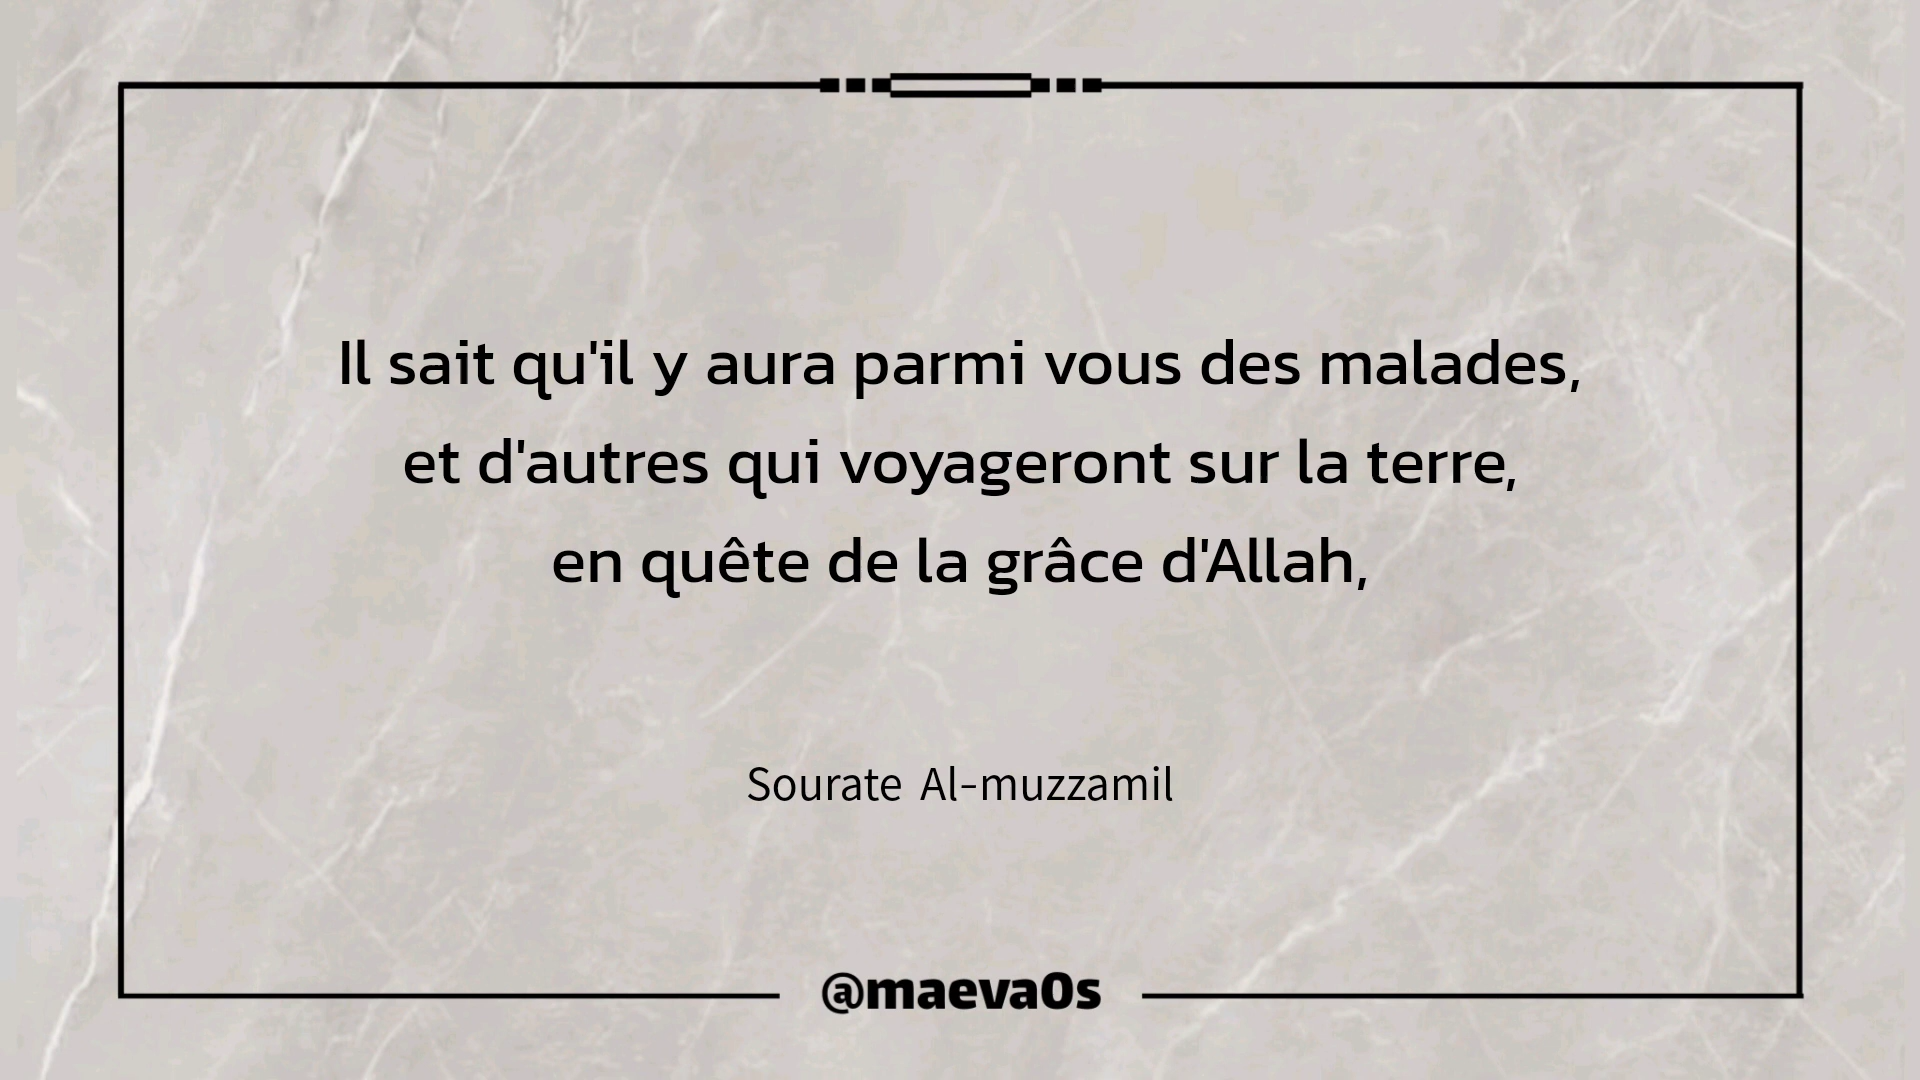 Il sait qu'il y aura parmi vous des malades,
et d'autres qui voyageront sur la terre,
en quête de la grâce d'Allah,
Sourate Al-muzzamil
@maeva0s